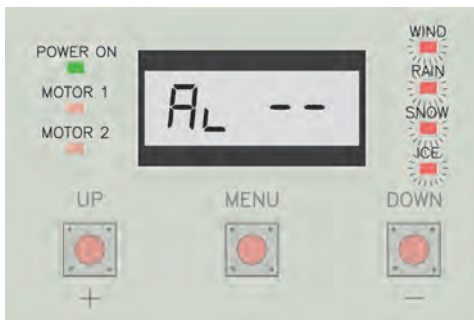 POWER ON
MOTOR 1
MOTOR 2
AL --
WIND
RAIN
SNOW
ICE
UP
MENU
DOWN
+
−